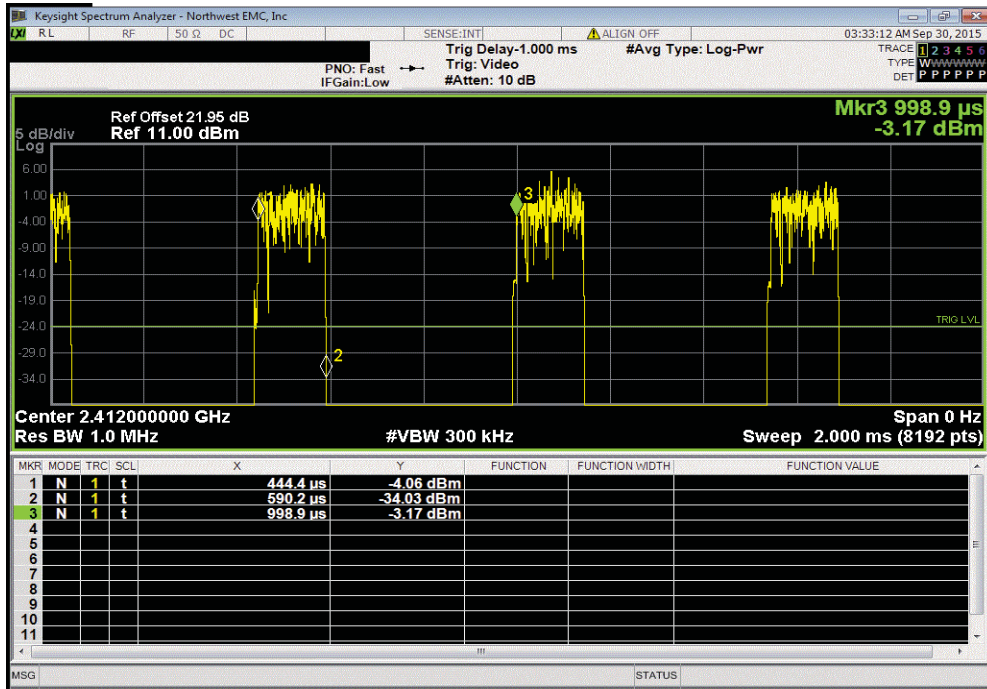 Keysight Spectrum Analyzer - Northwest EMC, Inc
LXI RL RF 50 Ω DC SENSE:INT ALIGN OFF 03:33:12 AM Sep 30, 2015
Trig Delay-1.000 ms #Avg Type: Log-Pwr TRACE 1 2 3 4 5 6
PNO: Fast Trig: Video TYPE WWWWWW
IFGain:Low #Atten: 10 dB DET P P P P P P
Mkr3 998.9 µs
-3.17 dBm
Ref Offset 21.95 dB
5 dB/div Ref 11.00 dBm
Log
6.00
1.00
-4.00
-9.00
-14.0
-19.0
-24.0
-29.0
-34.0
1
2
3
TRIG LVL
Center 2.412000000 GHz Span 0 Hz
Res BW 1.0 MHz #VBW 300 kHz Sweep 2.000 ms (8192 pts)
MKR MODE TRC SCL X Y FUNCTION FUNCTION WIDTH FUNCTION VALUE
1 N 1 t 444.4 µs -4.06 dBm
2 N 1 t 590.2 µs -34.03 dBm
3 N 1 t 998.9 µs -3.17 dBm
4
5
6
7
8
9
10
11
MSG STATUS